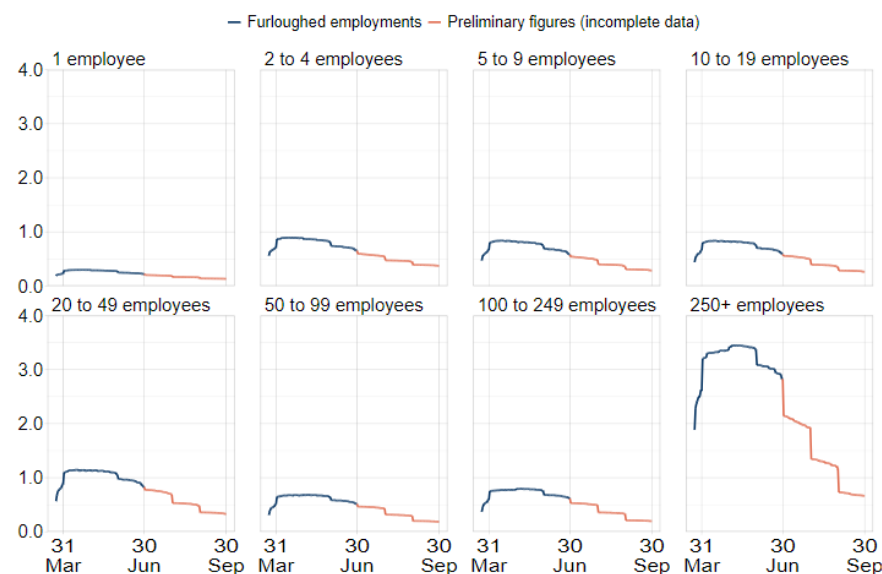 Furloughed employments Preliminary figures (incomplete data)
1 employee 2 to 4 employees 5 to 9 employees 10 to 19 employees
4.0
3.0
2.0
1.0
0.0
20 to 49 employees 50 to 99 employees 100 to 249 employees 250+ employees
4.0
3.0
2.0
1.0
0.0
31 30 30 31 30 30 31 30 30 31 30 30
Mar Jun Sep Mar Jun Sep Mar Jun Sep Mar Jun Sep